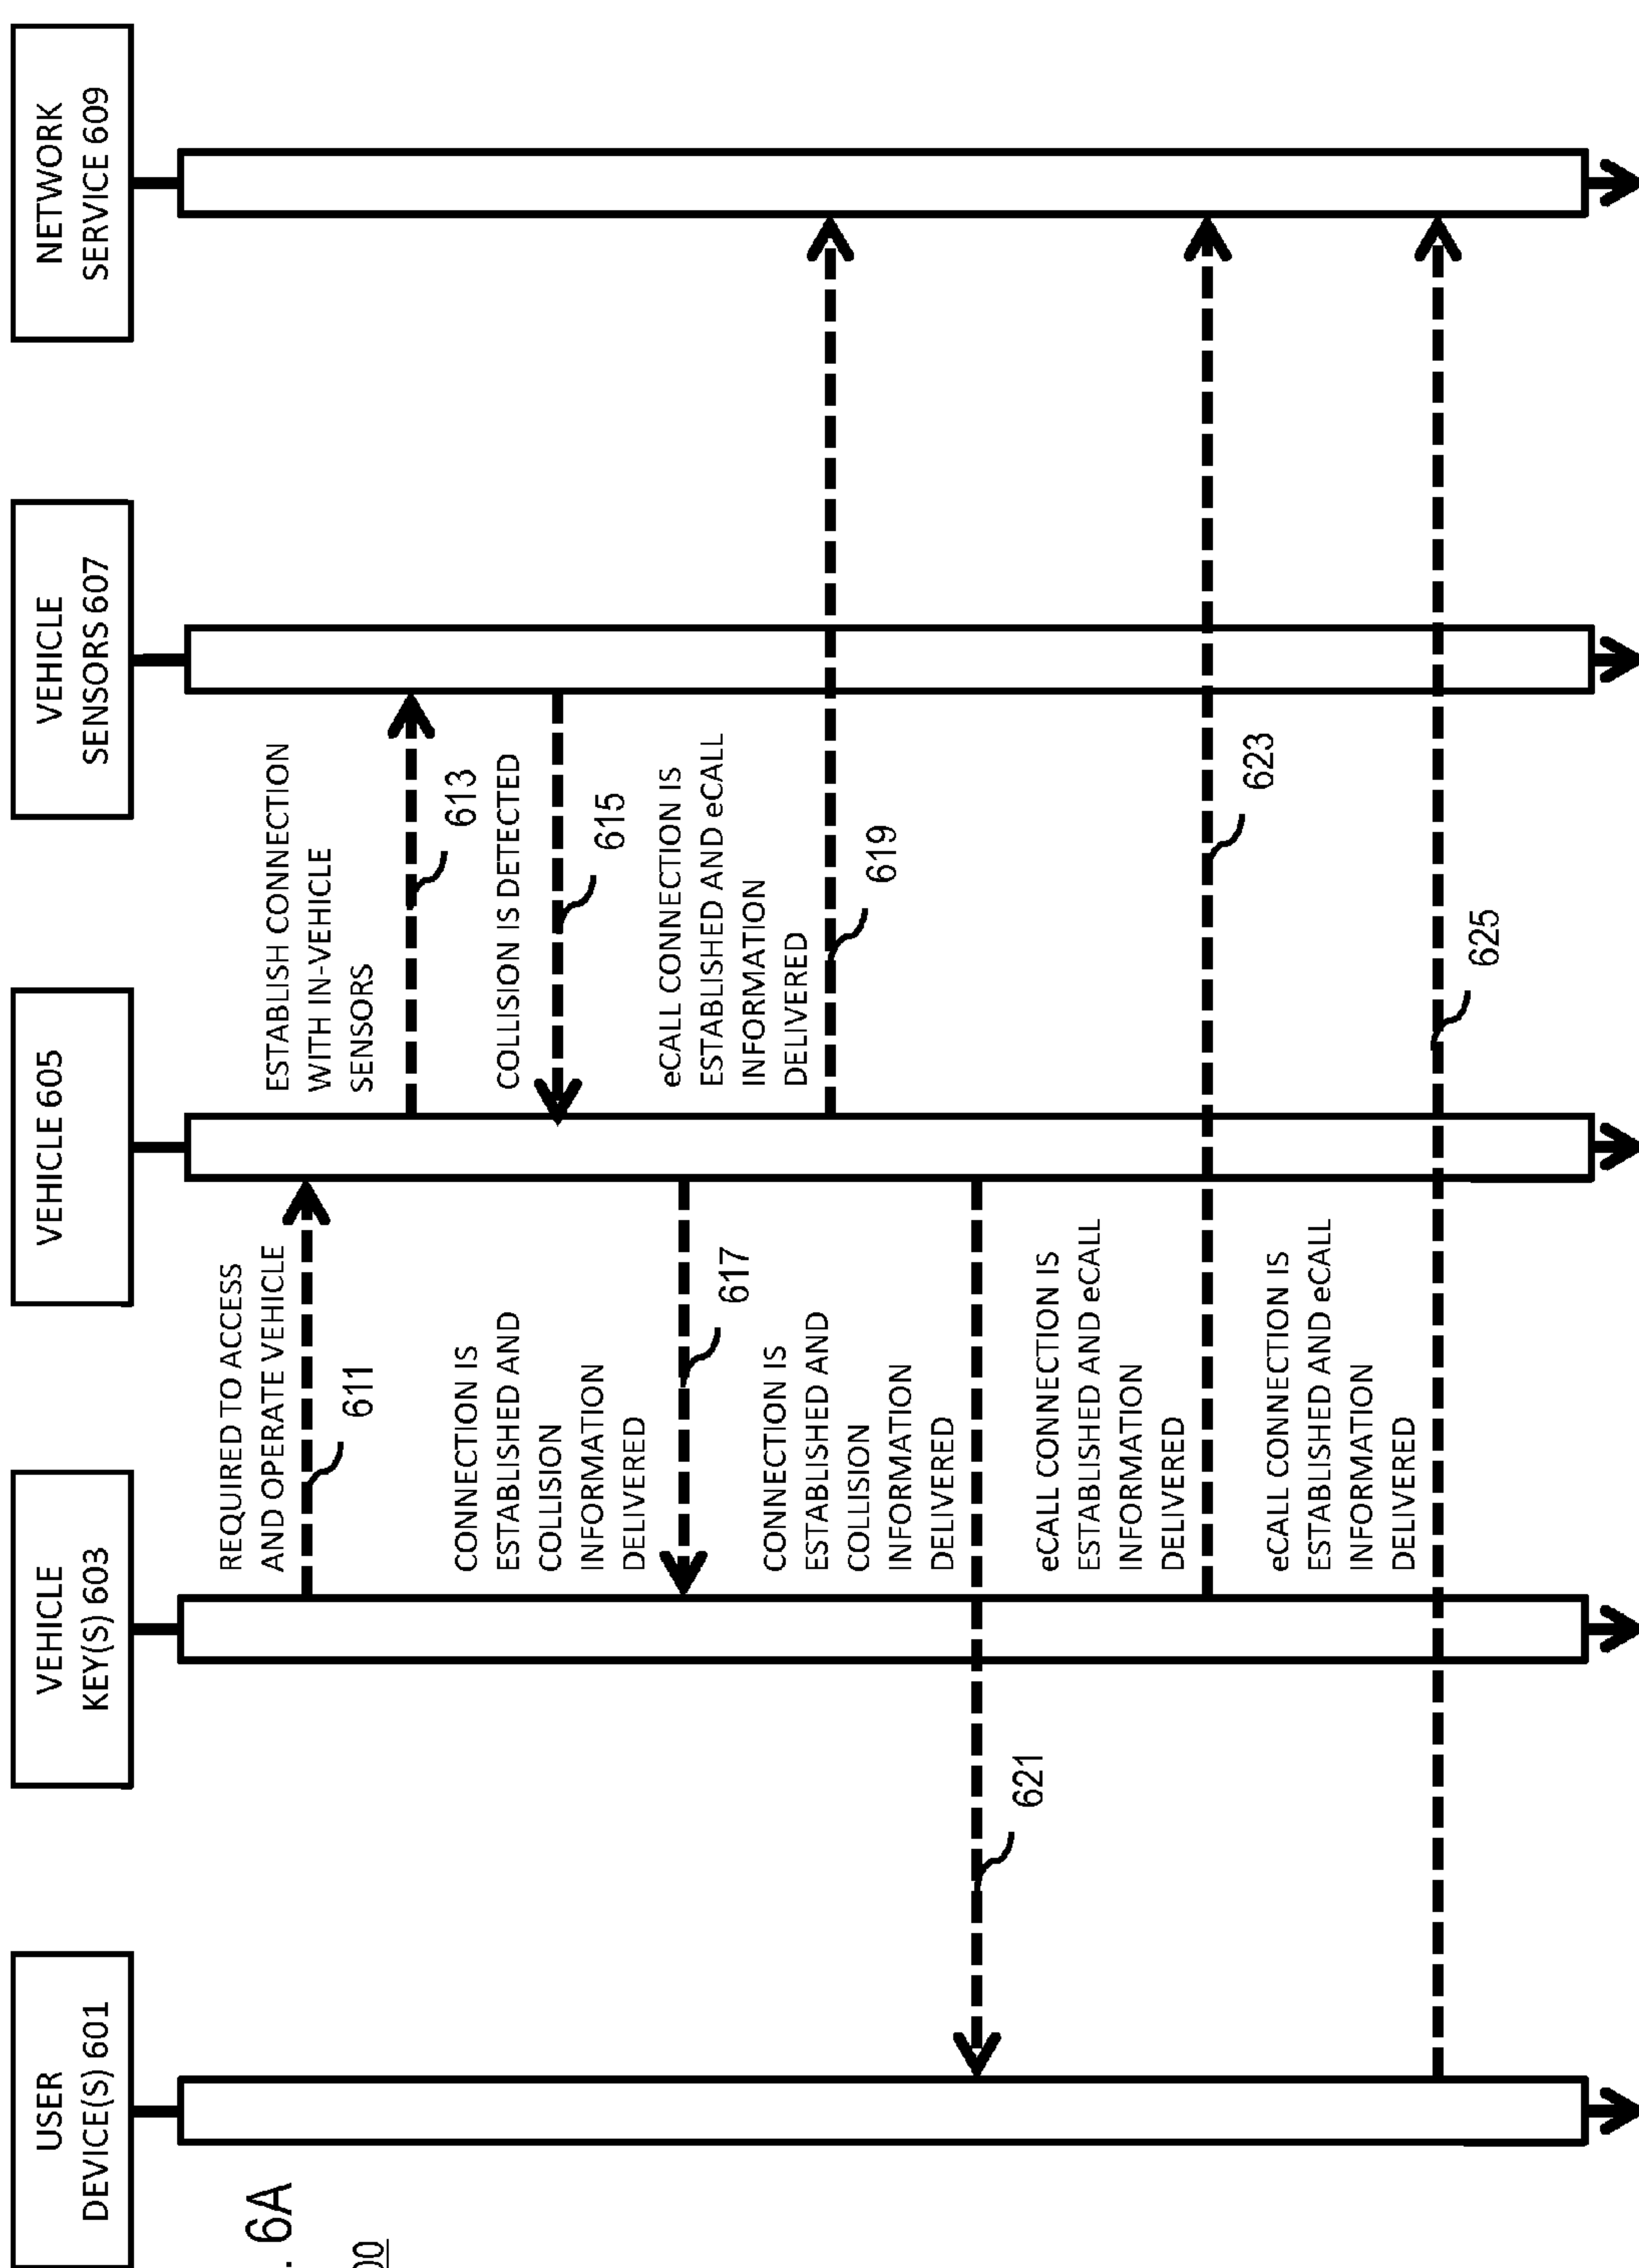 USER
DEVICE(S) 601
VEHICLE
KEY(S) 603
VEHICLE 605
VEHICLE
SENSORS 607
NETWORK
SERVICE 609
REQUIRED TO ACCESS
AND OPERATE VEHICLE
611
ESTABLISH CONNECTION
WITH IN-VEHICLE
SENSORS
613
COLLISION IS DETECTED
615
CONNECTION IS
ESTABLISHED AND
COLLISION
INFORMATION
DELIVERED
617
eCALL CONNECTION IS
ESTABLISHED AND eCALL
INFORMATION
DELIVERED
619
CONNECTION IS
ESTABLISHED AND
COLLISION
INFORMATION
DELIVERED
621
eCALL CONNECTION IS
ESTABLISHED AND eCALL
INFORMATION
DELIVERED
623
eCALL CONNECTION IS
ESTABLISHED AND eCALL
INFORMATION
DELIVERED
625
. 6A
00